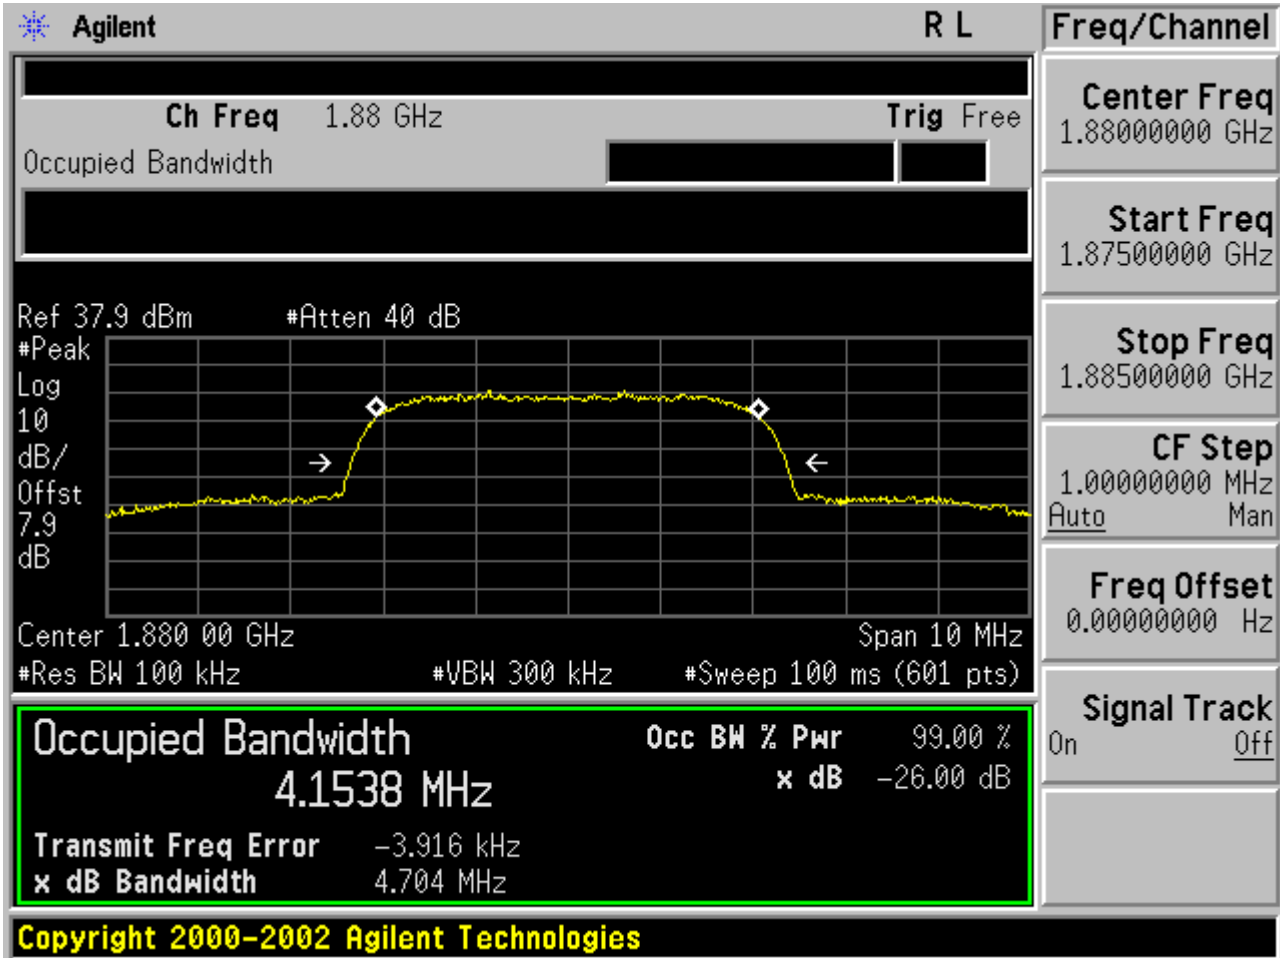 Agilent R L
Freq/Channel
Ch Freq 1.88 GHz Trig Free
Occupied Bandwidth
Center Freq
1.88000000 GHz
Start Freq
1.87500000 GHz
Stop Freq
1.88500000 GHz
CF Step
1.00000000 MHz
Auto Man
Freq Offset
0.00000000 Hz
Signal Track
On Off
Ref 37.9 dBm #Atten 40 dB
#Peak
Log
10
dB/
Offst
7.9
dB
Center 1.880 00 GHz Span 10 MHz
#Res BW 100 kHz #VBW 300 kHz #Sweep 100 ms (601 pts)
Occupied Bandwidth
4.1538 MHz
Occ BW % Pwr 99.00 %
x dB -26.00 dB
Transmit Freq Error -3.916 kHz
x dB Bandwidth 4.704 MHz
Copyright 2000-2002 Agilent Technologies